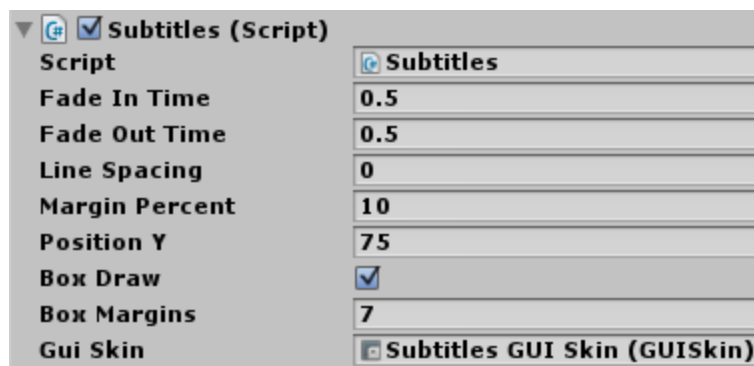 Subtitles (Script)
Script Subtitles
Fade In Time 0.5
Fade Out Time 0.5
Line Spacing 0
Margin Percent 10
Position Y 75
Box Draw
Box Margins 7
Gui Skin Subtitles GUI Skin (GUISkin)